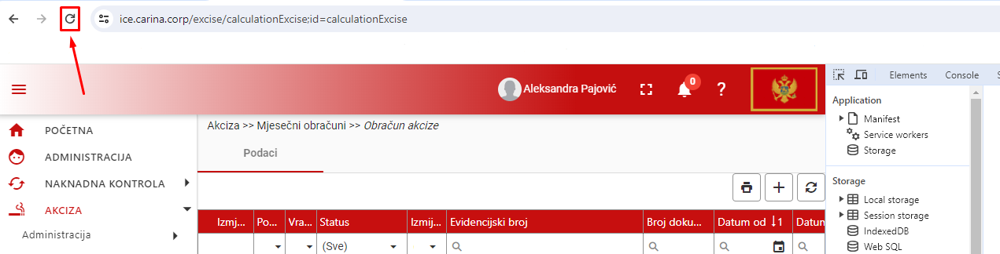 ice.carina.corp/excise/calculationExcise;id=calculationExcise
Aleksandra Pajović
0
?
Elements Console
Application
Manifest
Service workers
Storage
Storage
Local storage
Session storage
IndexedDB
Web SQL
POČETNA
ADMINISTRACIJA
NAKNADNA KONTROLA
AKCIZA
Administracija
Akciza >> Mjesečni obračuni >> Obračun akcize
Podaci
Izmj... Po... Vra... Status Izmij... Evidencijski broj Broj doku... Datum od 1 Datun
(Sve)